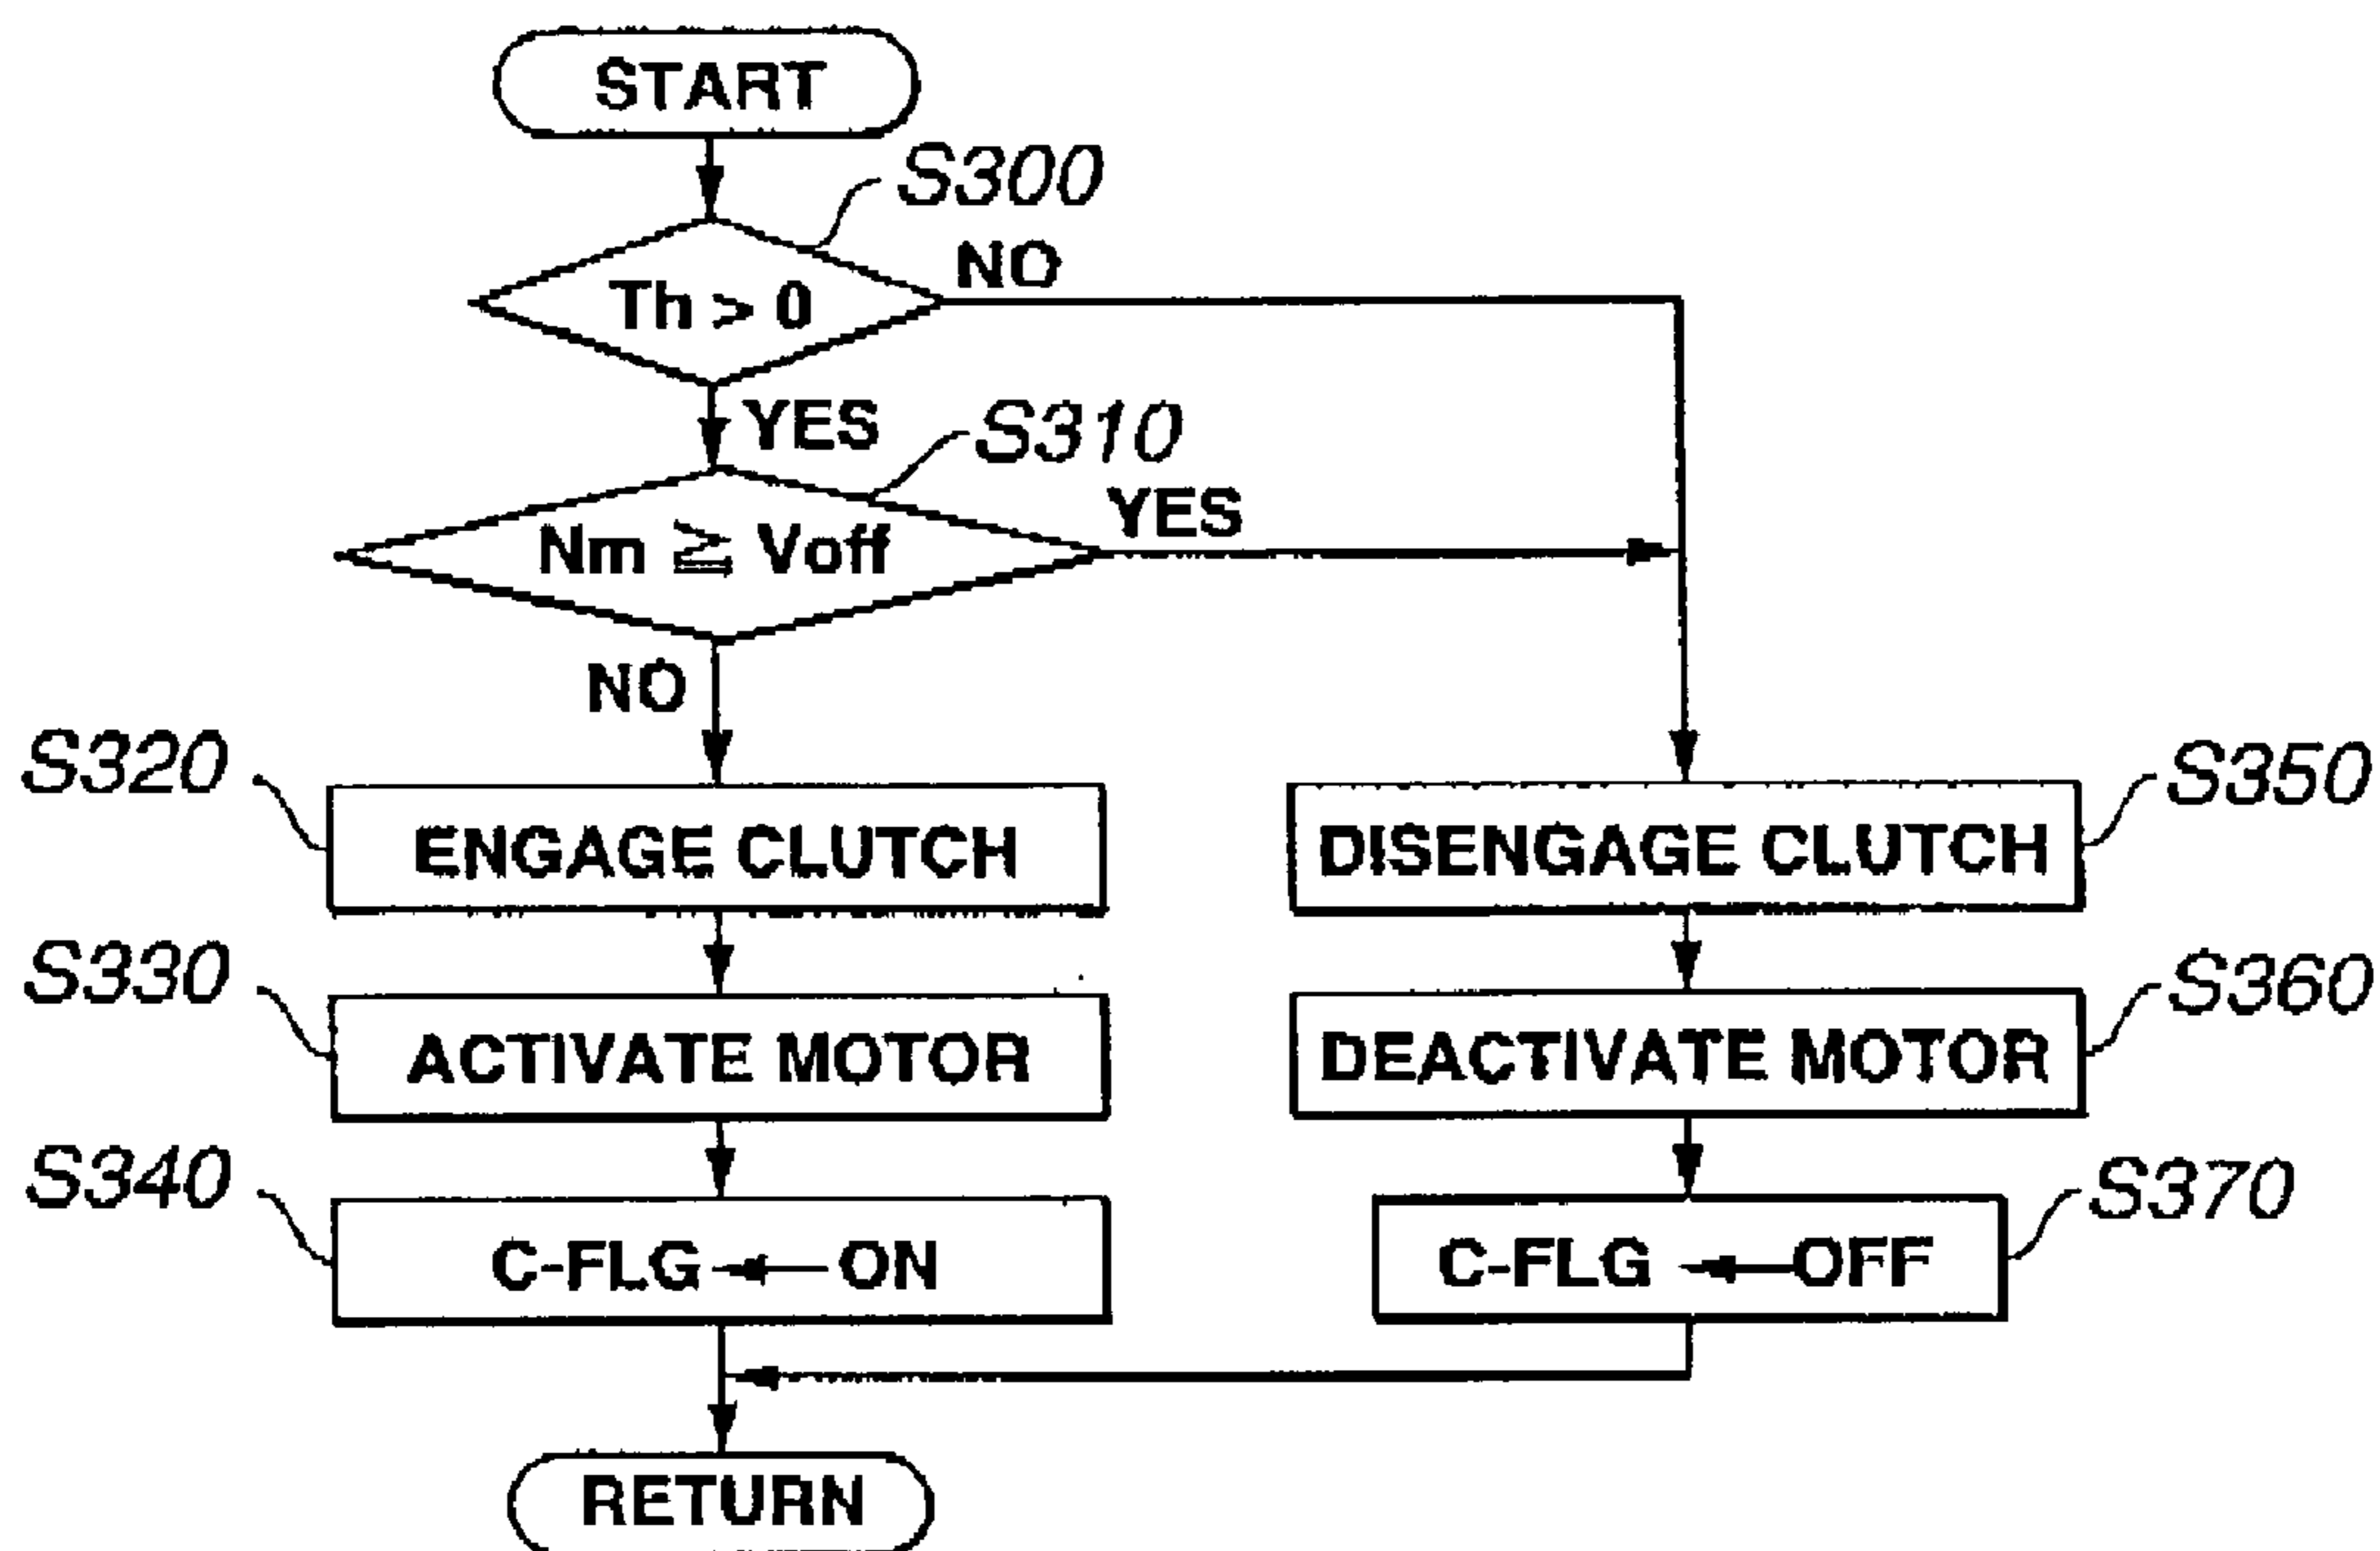 START
S300
Th > 0
NO
YES
S310
Nm ≧ Voff
YES
NO
S320
ENGAGE CLUTCH
DISENGAGE CLUTCH
S350
S330
ACTIVATE MOTOR
DEACTIVATE MOTOR
S360
S340
C-FLG ← ON
C-FLG ← OFF
S370
RETURN